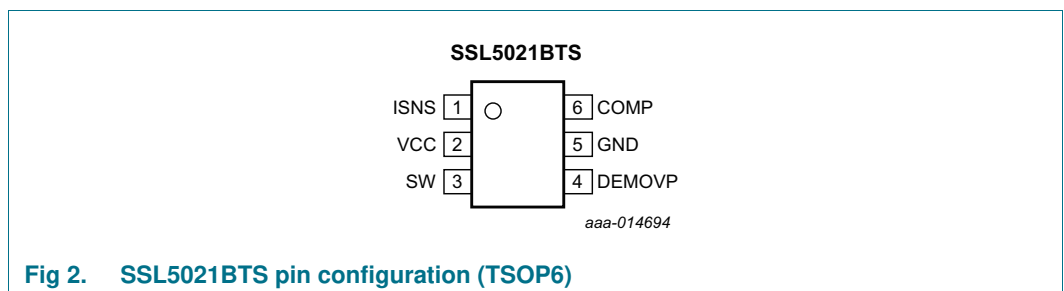 SSL5021BTS
ISNS 1 6 COMP
VCC 2 5 GND
SW 3 4 DEMOVP
aaa-014694
Fig 2. SSL5021BTS pin configuration (TSOP6)